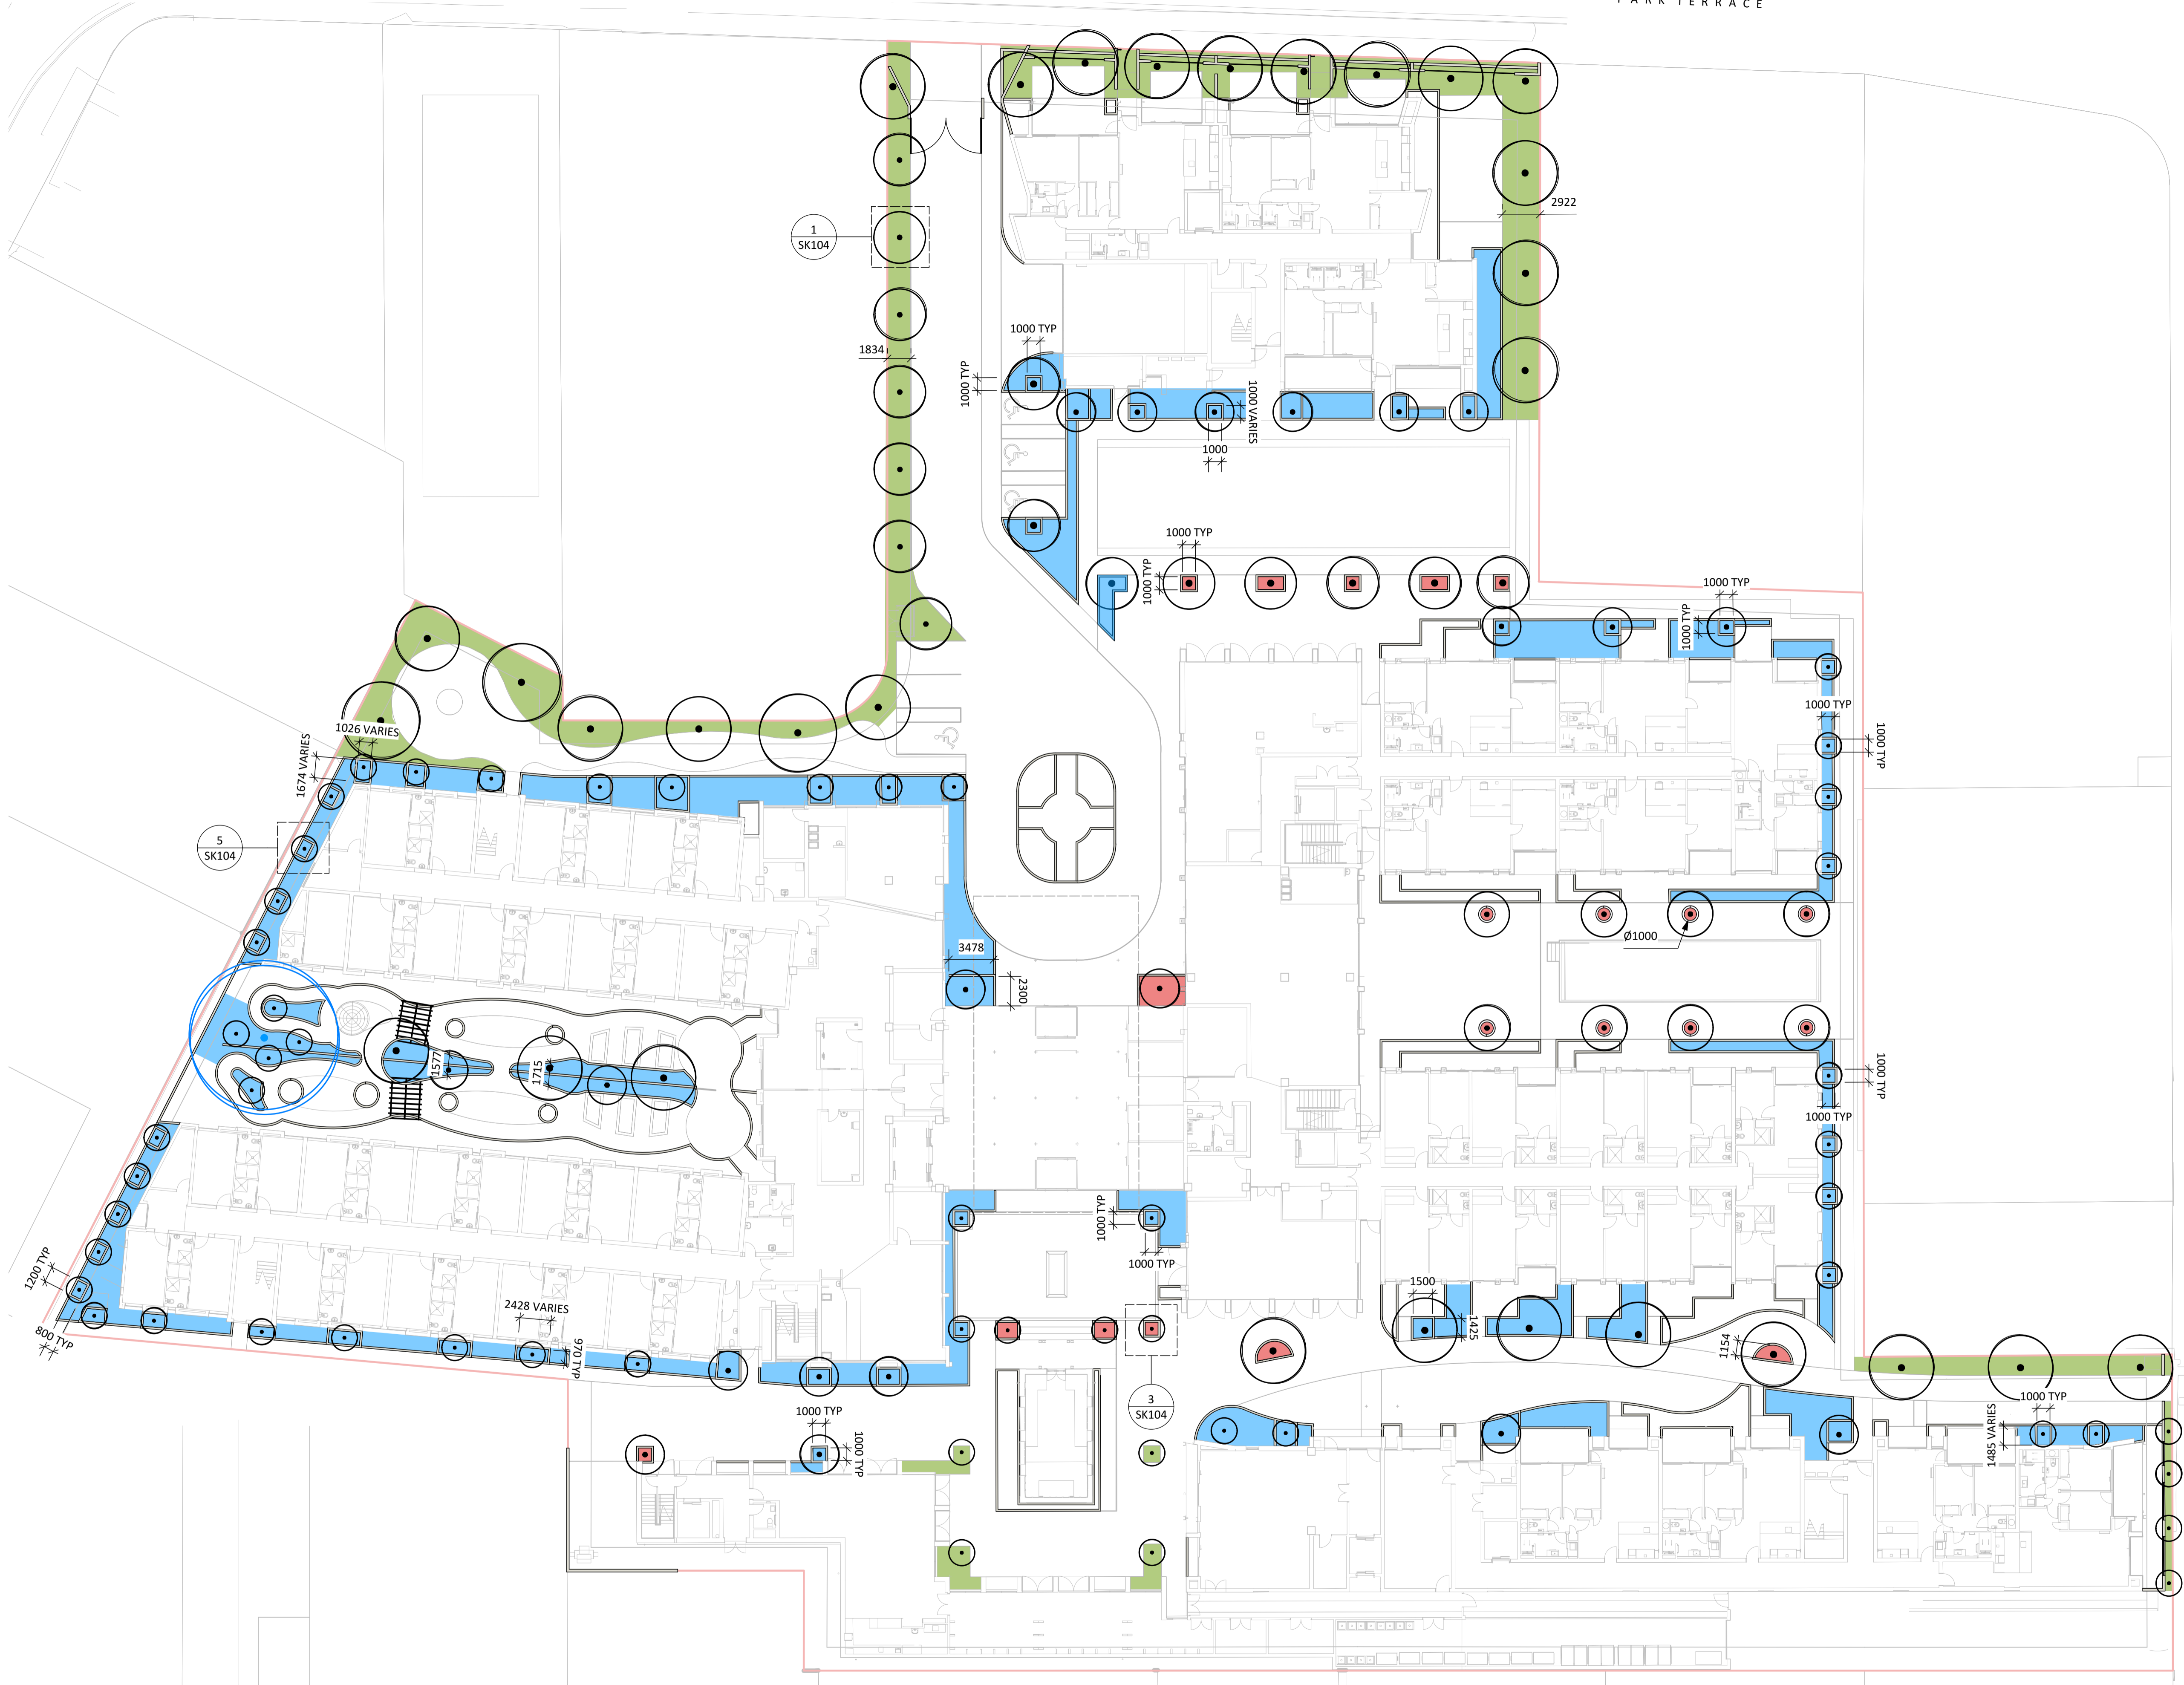 PARK TERRACE
2922
1
SK104
1834
1000 TYP
1000 TYP
1000 VARIES
1000
1000 TYP
1000 TYP
1000 TYP
1000 TYP
1000 TYP
1000 TYP
1026 VARIES
1674 VARIES
5
SK104
Ø1000
3478
2300
1577
1715
1000 TYP
1000 TYP
1000 TYP
1000 TYP
1200 TYP
800 TYP
2428 VARIES
970 TYP
1500
1425
1154
3
SK104
1000 TYP
1000 TYP
1000 TYP
1485 VARIES